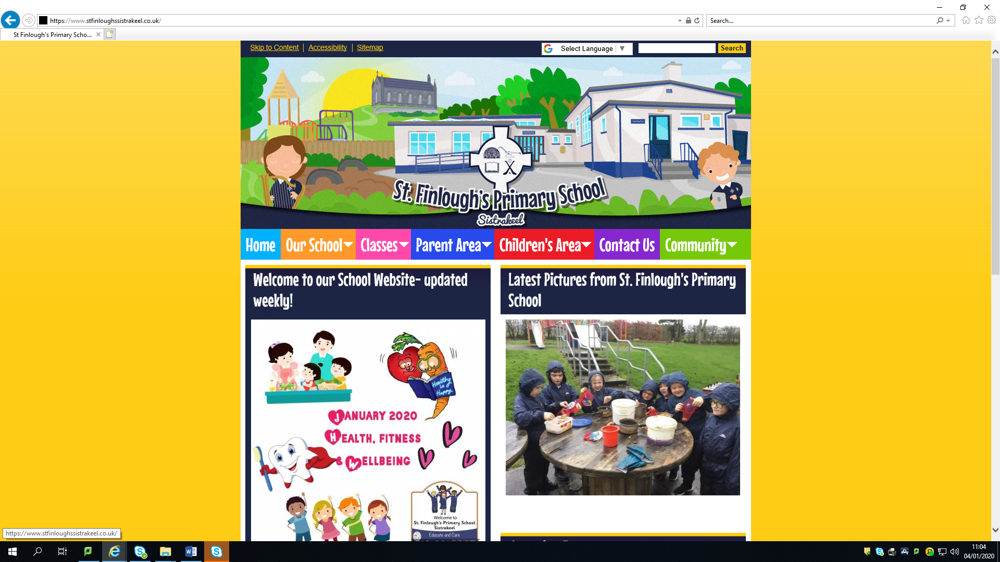 https://www.stfinloughssistrakeel.co.uk/
Search...
St Finlough's Primary Scho...
Skip to Content
Accessibility
Sitemap
Select Language ▼
Search
St. Finlough's Primary School
Sistrakeel
Home
Our School
Classes
Parent Area
Children's Area
Contact Us
Community
Welcome to our School Website- updated
weekly!
Healthy
is
Happy
JANUARY 2020
HEALTH, FITNESS
& WELLBEING
Welcome to
St. Finlough's Primary School
Sistrakeel
Educate and Care
Latest Pictures from St. Finlough's Primary
School
https://www.stfinloughssistrakeel.co.uk/
11:04
04/01/2020